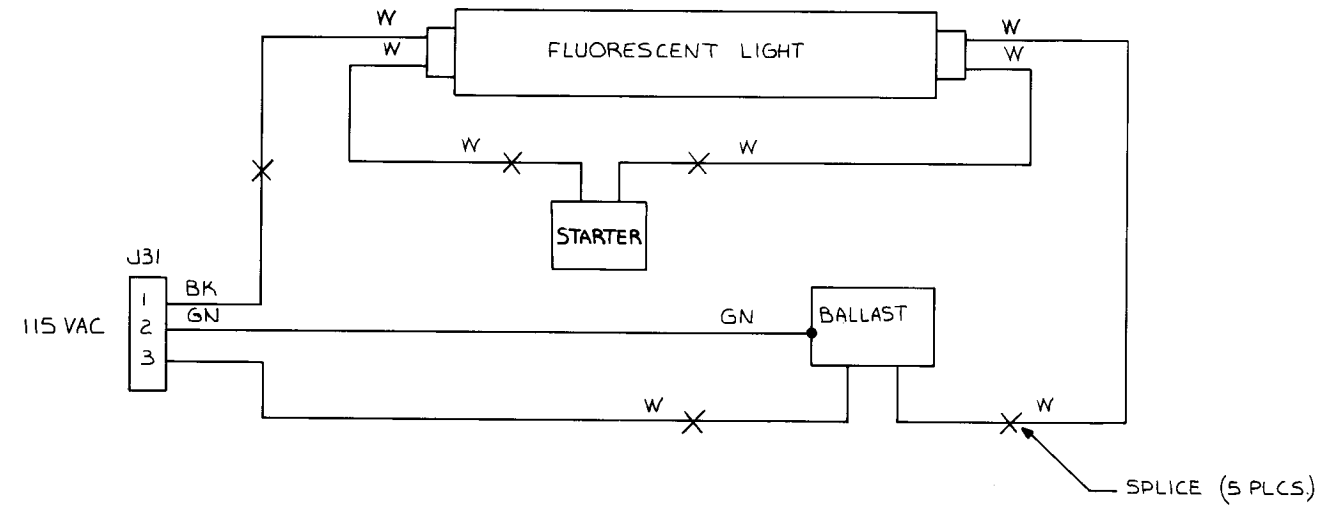 W
W
FLUORESCENT LIGHT
W
W
W
W
STARTER
J31
115 VAC
1
BK
2
GN
3
GN
BALLAST
W
W
SPLICE (5 PLCS.)